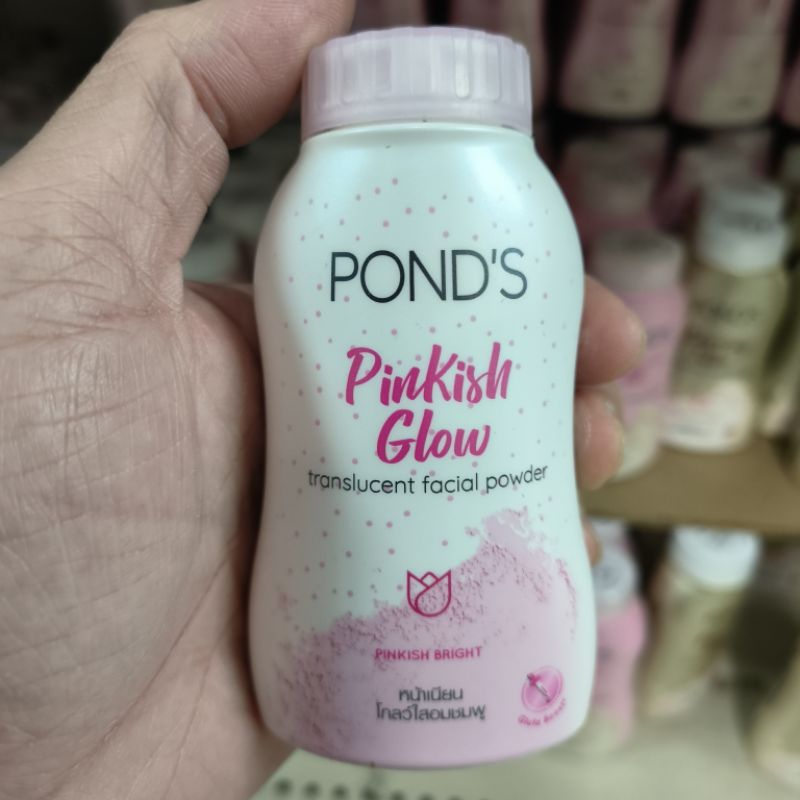 POND'S
Pinkish
Glow
translucent facial powder
PINKISH BRIGHT
หน้าเนียน
โกลว์ใสอมชมพู